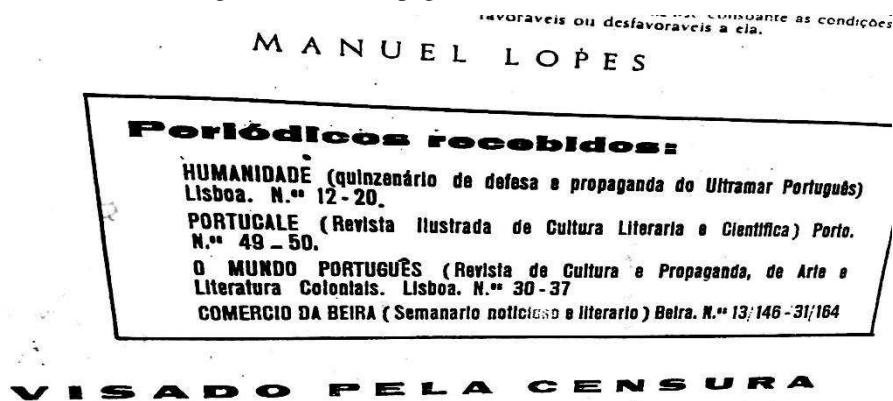 favoraveis ou desfavoraveis a ela.
consoante as condições
MANUEL LOPES
Periódicos recebidos:
HUMANIDADE (quinzenário de defesa e propaganda do Ultramar Português)
Lisboa. N.os 12-20.
PORTUCALE (Revista Ilustrada de Cultura Literaria e Cientifica) Porto.
N.os 49-50.
O MUNDO PORTUGUÊS (Revista de Cultura e Propaganda, de Arte e
Literatura Coloniais. Lisboa. N.os 30-37
COMERCIO DA BEIRA (Semanario noticioso e literario) Beira. N.os 13/146-31/164
VISADO PELA CENSURA